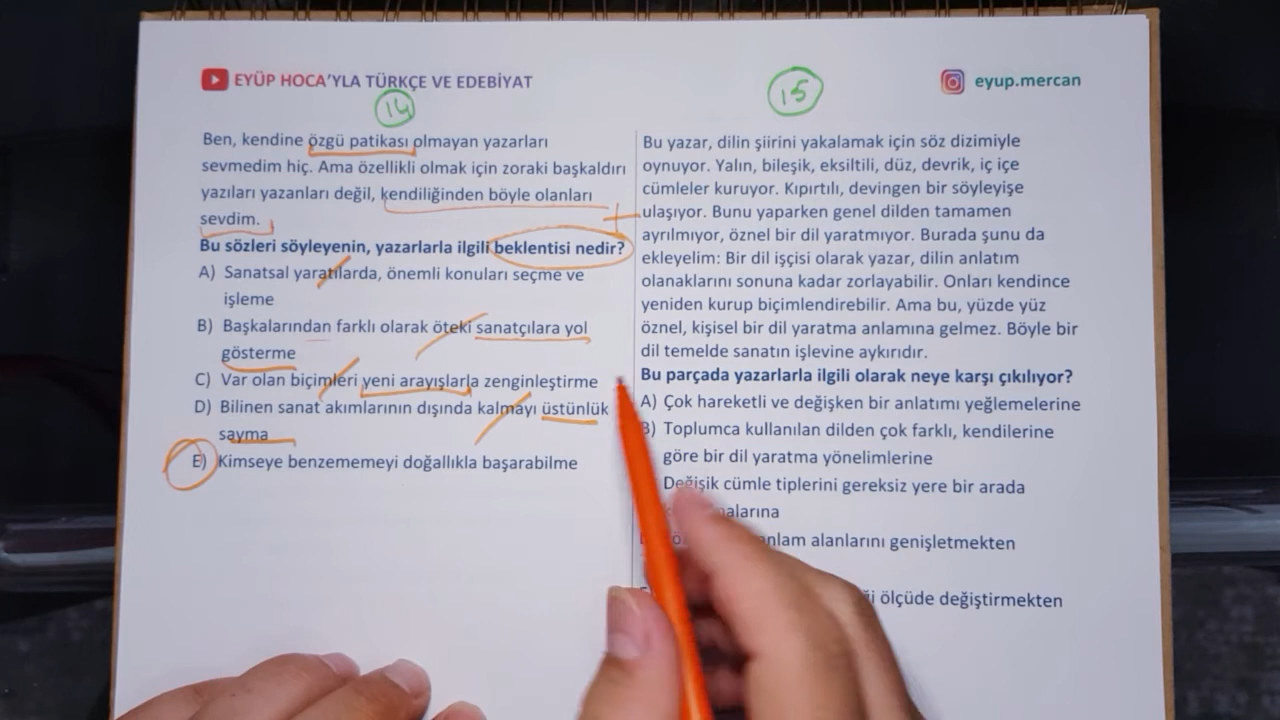 EYÜP HOCA'YLA TÜRKÇE VE EDEBİYAT
14
Ben, kendine özgü patikası olmayan yazarları
sevmedim hiç. Ama özellikli olmak için zoraki başkaldırı
yazıları yazanları değil, kendiliğinden böyle olanları
sevdim.
Bu sözleri söyleyenin, yazarlarla ilgili beklentisi nedir?
A) Sanatsal yaratılarda, önemli konuları seçme ve
işleme
B) Başkalarından farklı olarak öteki sanatçılara yol
gösterme
C) Var olan biçimleri yeni arayışlarla zenginleştirme
D) Bilinen sanat akımlarının dışında kalmayı üstünlük
sayma
E) Kimseye benzememeyi doğallıkla başarabilme
15
eyup.mercan
Bu yazar, dilin şiirini yakalamak için söz dizimiyle
oynuyor. Yalın, bileşik, eksiltili, düz, devrik, iç içe
cümleler kuruyor. Kıpırtılı, devingen bir söyleyişe
ulaşıyor. Bunu yaparken genel dilden tamamen
ayrılmıyor, öznel bir dil yaratmıyor. Burada şunu da
ekleyelim: Bir dil işçisi olarak yazar, dilin anlatım
olanaklarını sonuna kadar zorlayabilir. Onları kendince
yeniden kurup biçimlendirebilir. Ama bu, yüzde yüz
öznel, kişisel bir dil yaratma anlamına gelmez. Böyle bir
dil temelde sanatın işlevine aykırıdır.
Bu parçada yazarlarla ilgili olarak neye karşı çıkılıyor?
A) Çok hareketli ve değişken bir anlatımı yeğlemelerine
B) Toplumca kullanılan dilden çok farklı, kendilerine
göre bir dil yaratma yönelimlerine
Değişik cümle tiplerini gereksiz yere bir arada
anlam alanlarını genişletmekten
ölçüde değiştirmekten